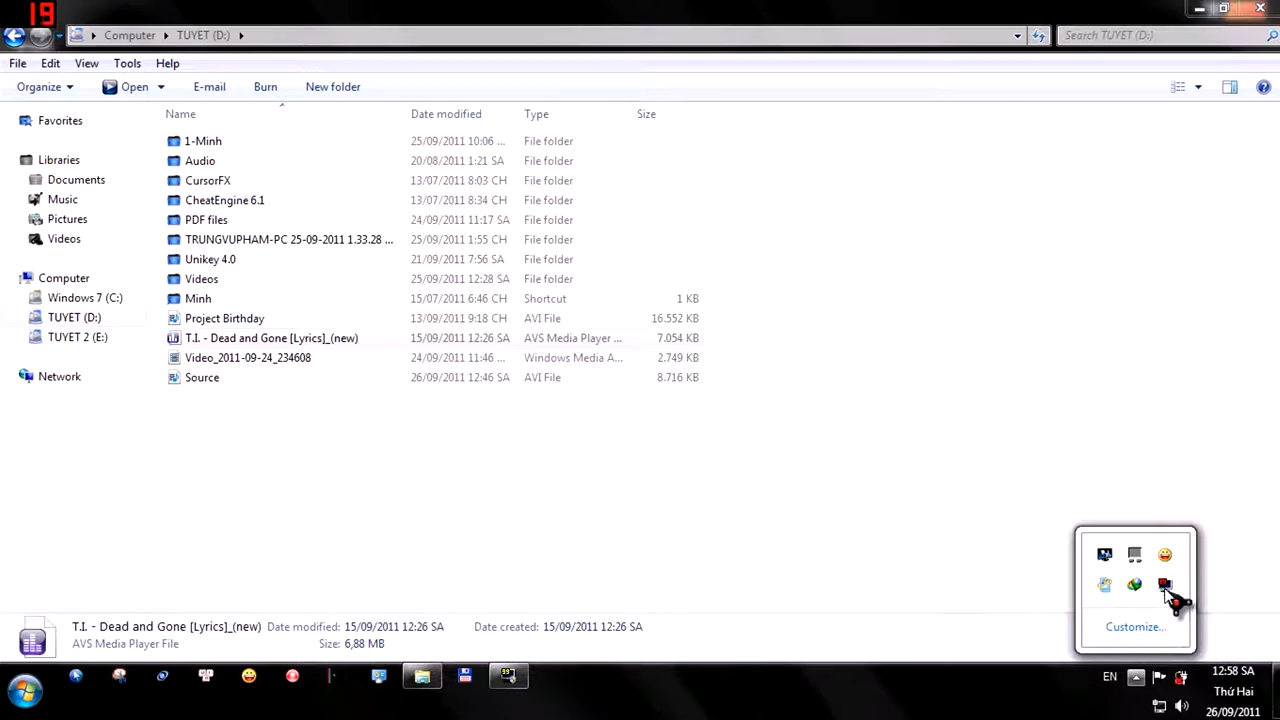 19
Computer TUYET (D:)
Search TUYET (D:)
File Edit View Tools Help
Organize Open E-mail Burn New folder
Name Date modified Type Size
Favorites
Libraries
Documents
Music
Pictures
Videos
Computer
Windows 7 (C:)
TUYET (D:)
TUYET 2 (E:)
Network
1-Minh 25/09/2011 10:06 ... File folder
Audio 20/08/2011 1:21 SA File folder
CursorFX 13/07/2011 8:03 CH File folder
CheatEngine 6.1 13/07/2011 8:34 CH File folder
PDF files 24/09/2011 11:17 SA File folder
TRUNGVUPHAM-PC 25-09-2011 1.33.28 ... 25/09/2011 1:55 CH File folder
Unikey 4.0 21/09/2011 7:56 SA File folder
Videos 25/09/2011 12:28 SA File folder
Minh 15/07/2011 6:46 CH Shortcut 1 KB
Project Birthday 13/09/2011 9:18 CH AVI File 16.552 KB
T.I. - Dead and Gone [Lyrics]_(new) 15/09/2011 12:26 SA AVS Media Player ... 7.054 KB
Video_2011-09-24_234608 24/09/2011 11:46 ... Windows Media A... 2.749 KB
Source 26/09/2011 12:46 SA AVI File 8.716 KB
Customize...
T.I. - Dead and Gone [Lyrics]_(new) Date modified: 15/09/2011 12:26 SA Date created: 15/09/2011 12:26 SA
AVS Media Player File Size: 6,88 MB
EN
12:58 SA
Thứ Hai
26/09/2011